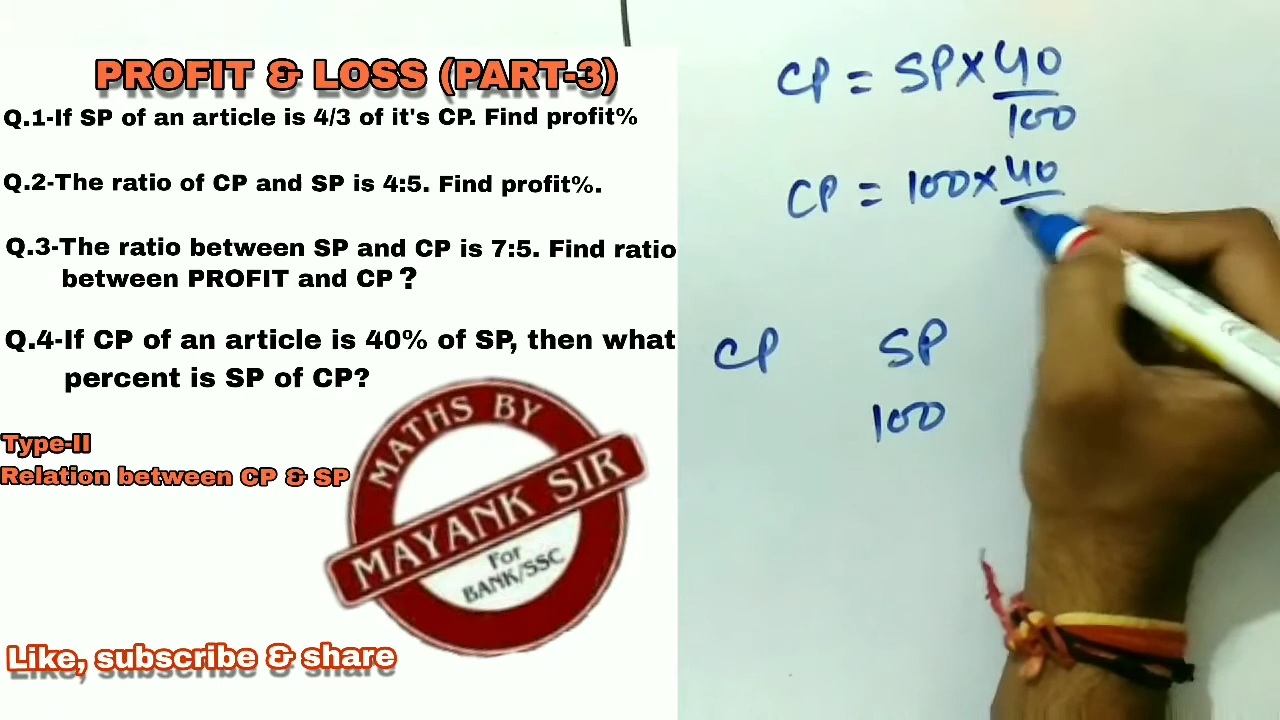 PROFIT & LOSS (PART-3)
Q.1-If SP of an article is 4/3 of it's CP. Find profit%
Q.2-The ratio of CP and SP is 4:5. Find profit%.
Q.3-The ratio between SP and CP is 7:5. Find ratio
between PROFIT and CP?
Q.4-If CP of an article is 40% of SP, then what
percent is SP of CP?
Type-II
Relation between CP & SP
MATHS BY
MAYANK SIR
For
BANK/SSC
Like, subscribe & share
CP = SP × 40
100
CP = 100 × 40
CP SP
100